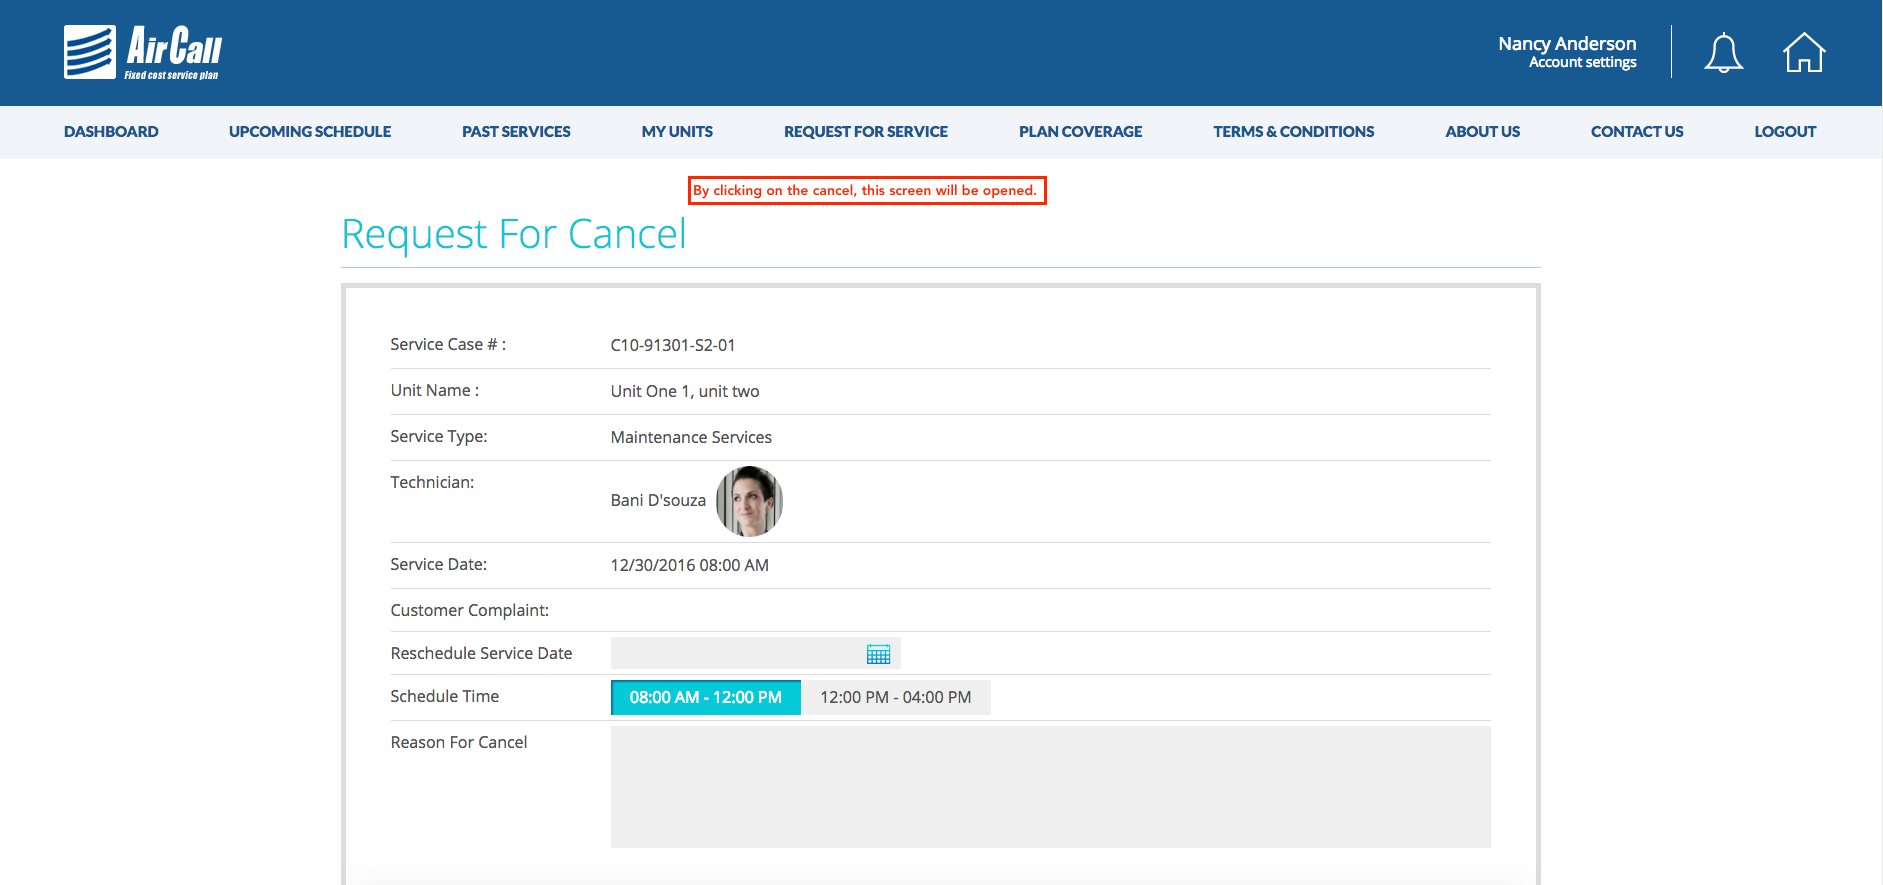 AirCall
Fixed cost service plan
Nancy Anderson
Account settings
DASHBOARD UPCOMING SCHEDULE PAST SERVICES MY UNITS REQUEST FOR SERVICE PLAN COVERAGE TERMS & CONDITIONS ABOUT US CONTACT US LOGOUT
By clicking on the cancel, this screen will be opened.
Request For Cancel
Service Case # : C10-91301-S2-01
Unit Name : Unit One 1, unit two
Service Type: Maintenance Services
Technician: Bani D'souza
Service Date: 12/30/2016 08:00 AM
Customer Complaint:
Reschedule Service Date
Schedule Time 08:00 AM - 12:00 PM 12:00 PM - 04:00 PM
Reason For Cancel